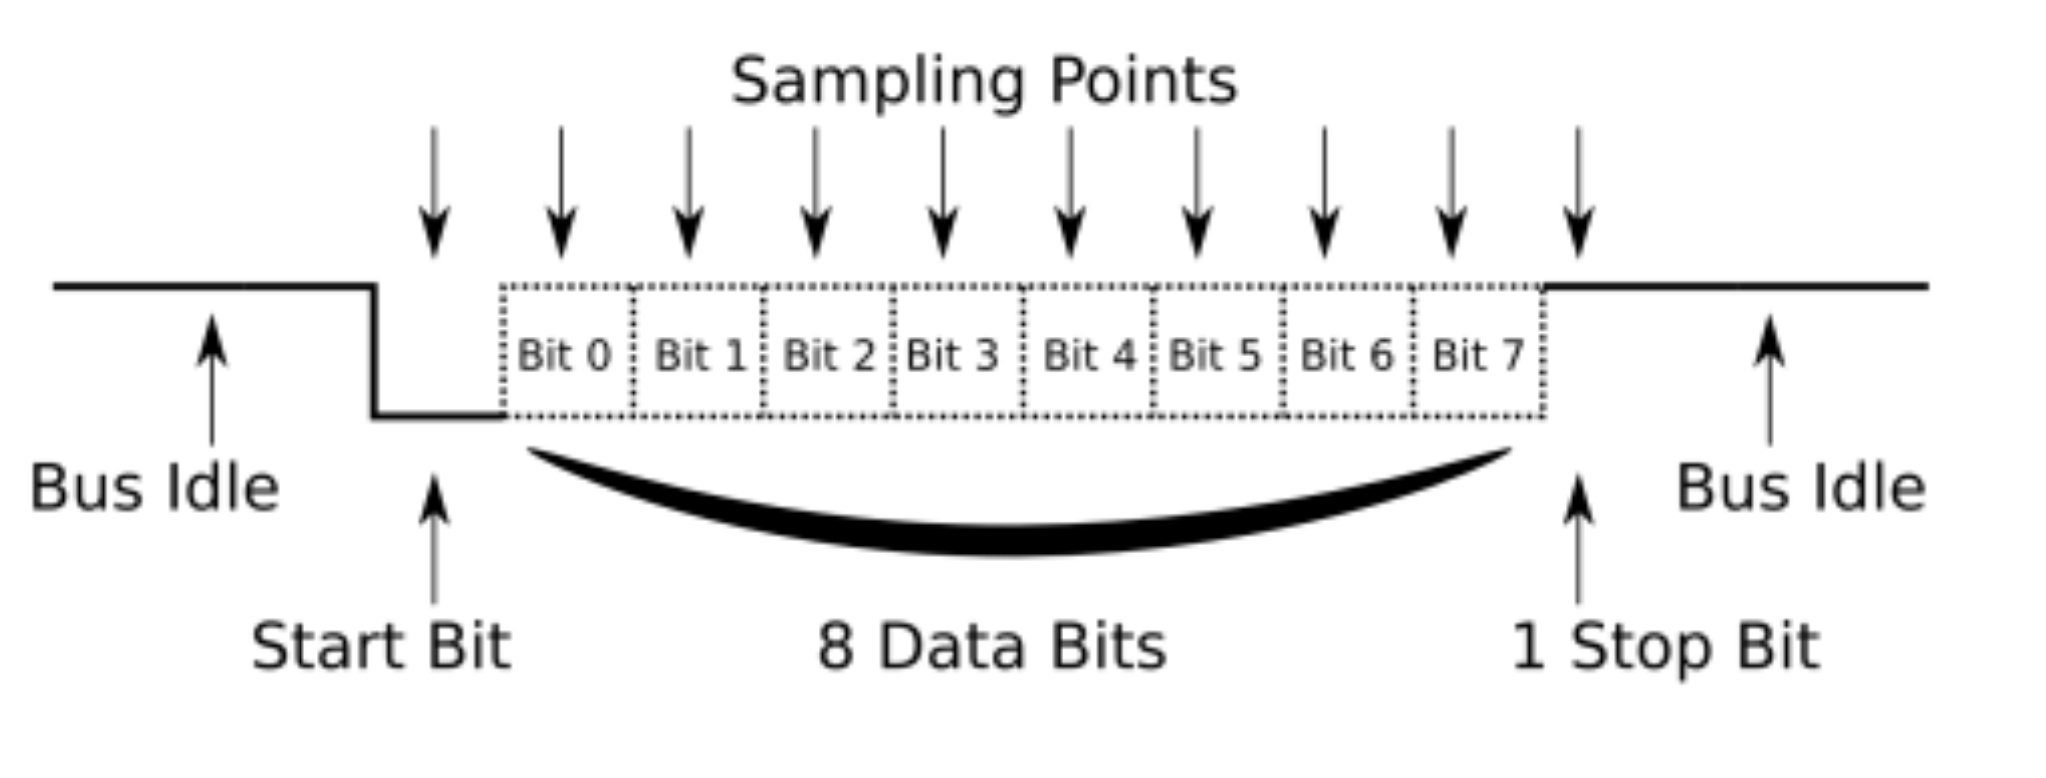 Sampling Points
Bit 0 Bit 1 Bit 2 Bit 3 Bit 4 Bit 5 Bit 6 Bit 7
Bus Idle Bus Idle
Start Bit 8 Data Bits 1 Stop Bit